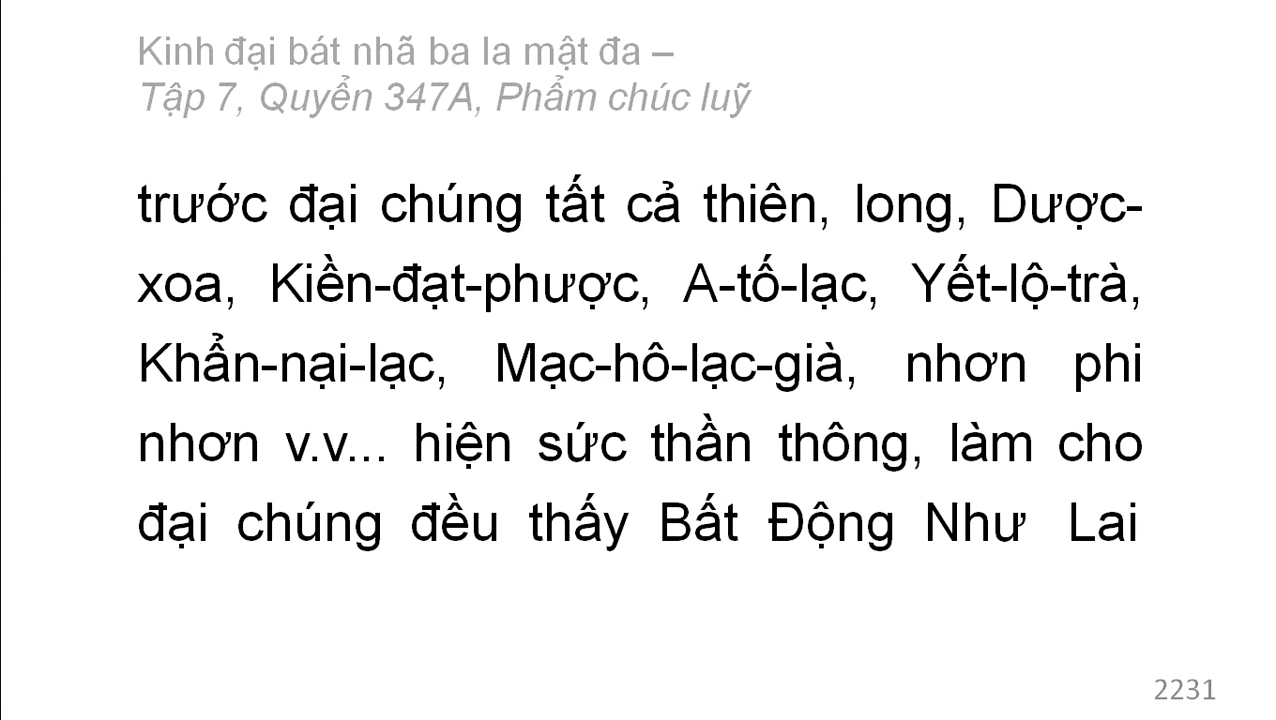 Kinh đại bát nhã ba la mật đa –
Tập 7, Quyển 347A, Phẩm chúc luỹ
trước đại chúng tất cả thiên, long, Dược-
xoa, Kiền-đạt-phược, A-tố-lạc, Yết-lộ-trà,
Khẩn-nại-lạc, Mạc-hô-lạc-già, nhơn phi
nhơn v.v... hiện sức thần thông, làm cho
đại chúng đều thấy Bất Động Như Lai
2231